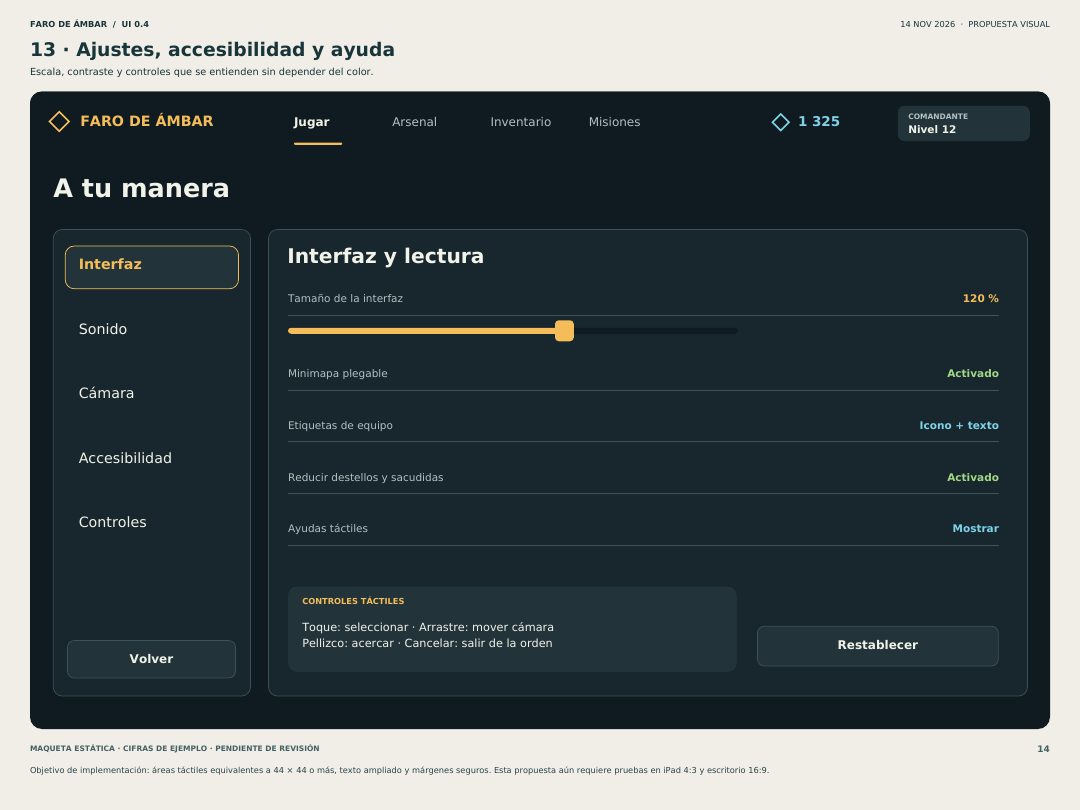 FARO DE ÁMBAR / UI 0.4
14 NOV 2026 · PROPUESTA VISUAL
13 · Ajustes, accesibilidad y ayuda
Escala, contraste y controles que se entienden sin depender del color.
FARO DE ÁMBAR
Jugar
Arsenal
Inventario
Misiones
1 325
COMANDANTE
Nivel 12
A tu manera
Interfaz
Sonido
Cámara
Accesibilidad
Controles
Volver
Interfaz y lectura
Tamaño de la interfaz
120 %
Minimapa plegable
Activado
Etiquetas de equipo
Icono + texto
Reducir destellos y sacudidas
Activado
Ayudas táctiles
Mostrar
CONTROLES TÁCTILES
Toque: seleccionar · Arrastre: mover cámara
Pellizco: acercar · Cancelar: salir de la orden
Restablecer
MAQUETA ESTÁTICA · CIFRAS DE EJEMPLO · PENDIENTE DE REVISIÓN
14
Objetivo de implementación: áreas táctiles equivalentes a 44 × 44 o más, texto ampliado y márgenes seguros. Esta propuesta aún requiere pruebas en iPad 4:3 y escritorio 16:9.